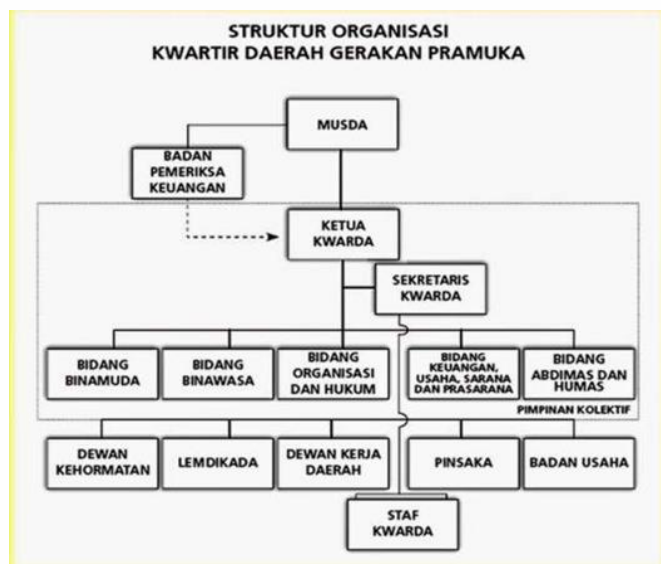 STRUKTUR ORGANISASI
KWARTIR DAERAH GERAKAN PRAMUKA
MUSDA
BADAN
PEMERIKSA
KEUANGAN
KETUA
KWARDA
SEKRETARIS
KWARDA
BIDANG
BINAMUDA
BIDANG
BINAWASA
BIDANG
ORGANISASI
DAN HUKUM
BIDANG
KEUANGAN,
USAHA, SARANA
DAN PRASARANA
BIDANG
ABDIMAS DAN
HUMAS
PIMPINAN KOLEKTIF
DEWAN
KEHORMATAN
LEMDIKADA
DEWAN KERJA
DAERAH
PINSAKA
BADAN USAHA
STAF
KWARDA